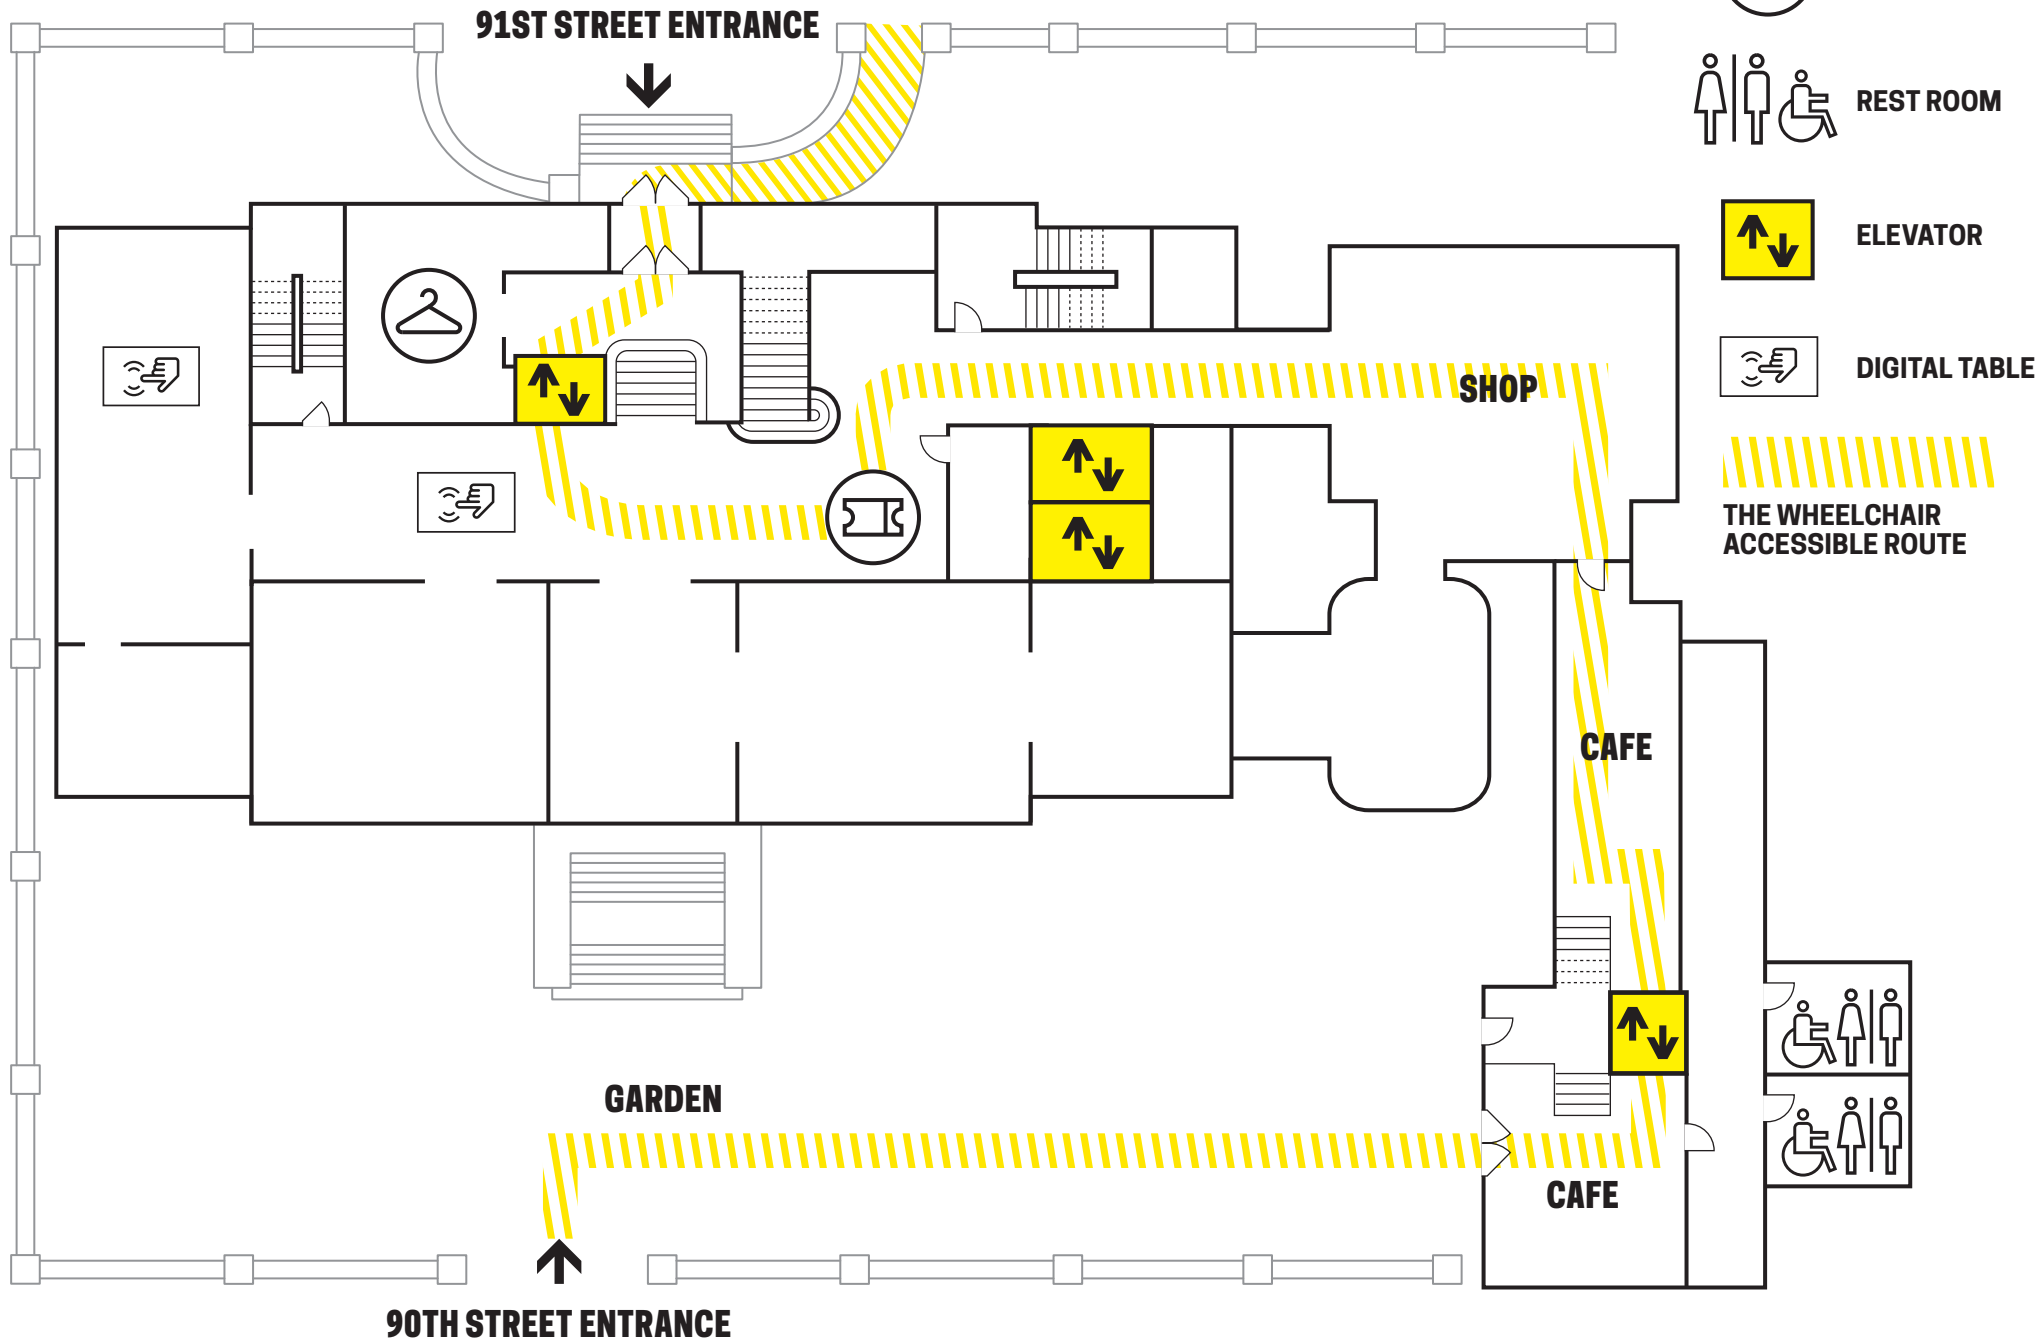 91ST STREET ENTRANCE
REST ROOM
ELEVATOR
DIGITAL TABLE
SHOP
THE WHEELCHAIR
ACCESSIBLE ROUTE
CAFE
GARDEN
CAFE
90TH STREET ENTRANCE